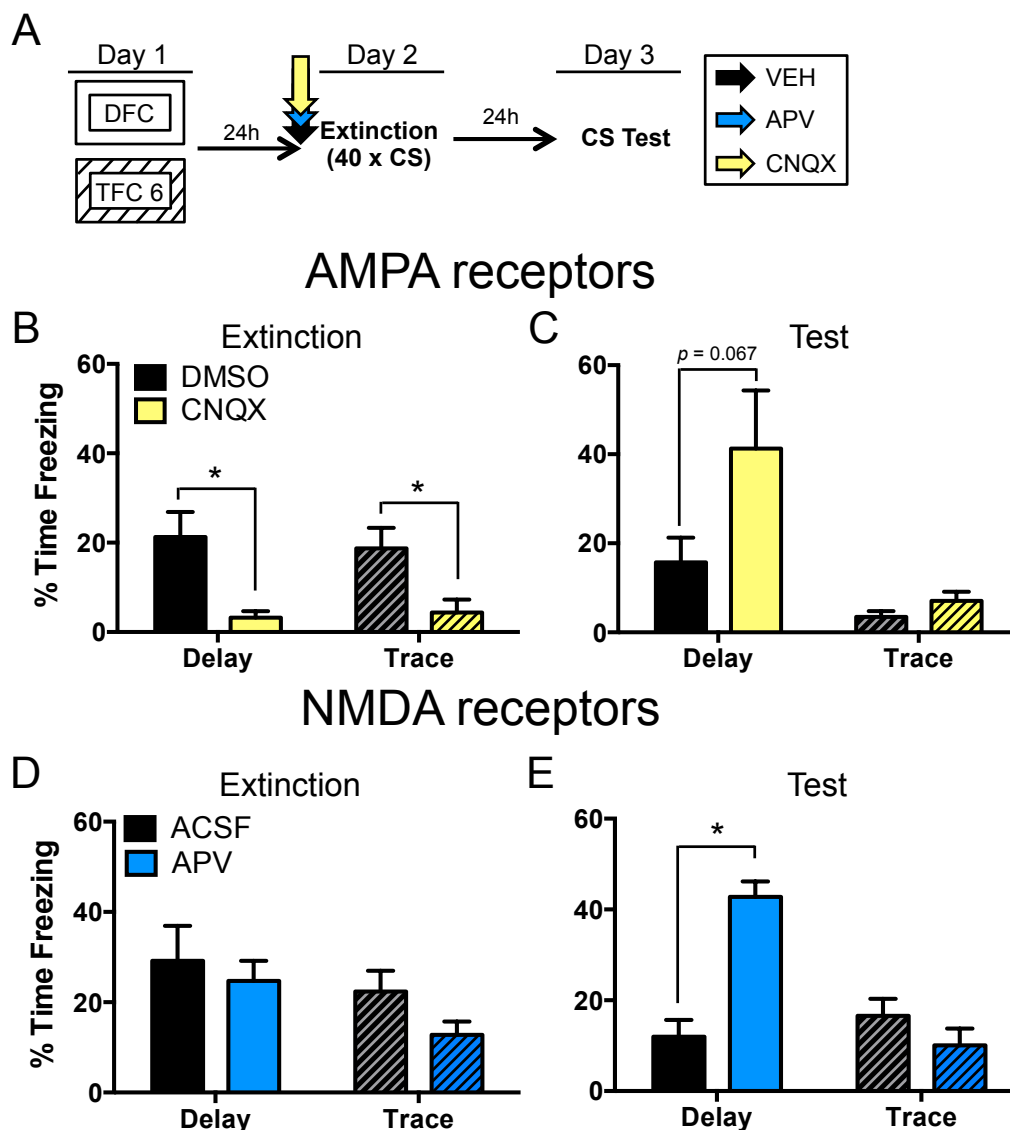 A
Day 1
Day 2
Day 3
DFC
TFC 6
24h
Extinction
(40 x CS)
24h
CS Test
VEH
APV
CNQX
AMPA receptors
B
Extinction
% Time Freezing
60
40
20
0
DMSO
CNQX
*
*
Delay
Trace
C
Test
60
40
20
0
p = 0.067
Delay
Trace
NMDA receptors
D
Extinction
% Time Freezing
60
40
20
0
ACSF
APV
Delay
Trace
E
Test
60
40
20
0
*
Delay
Trace